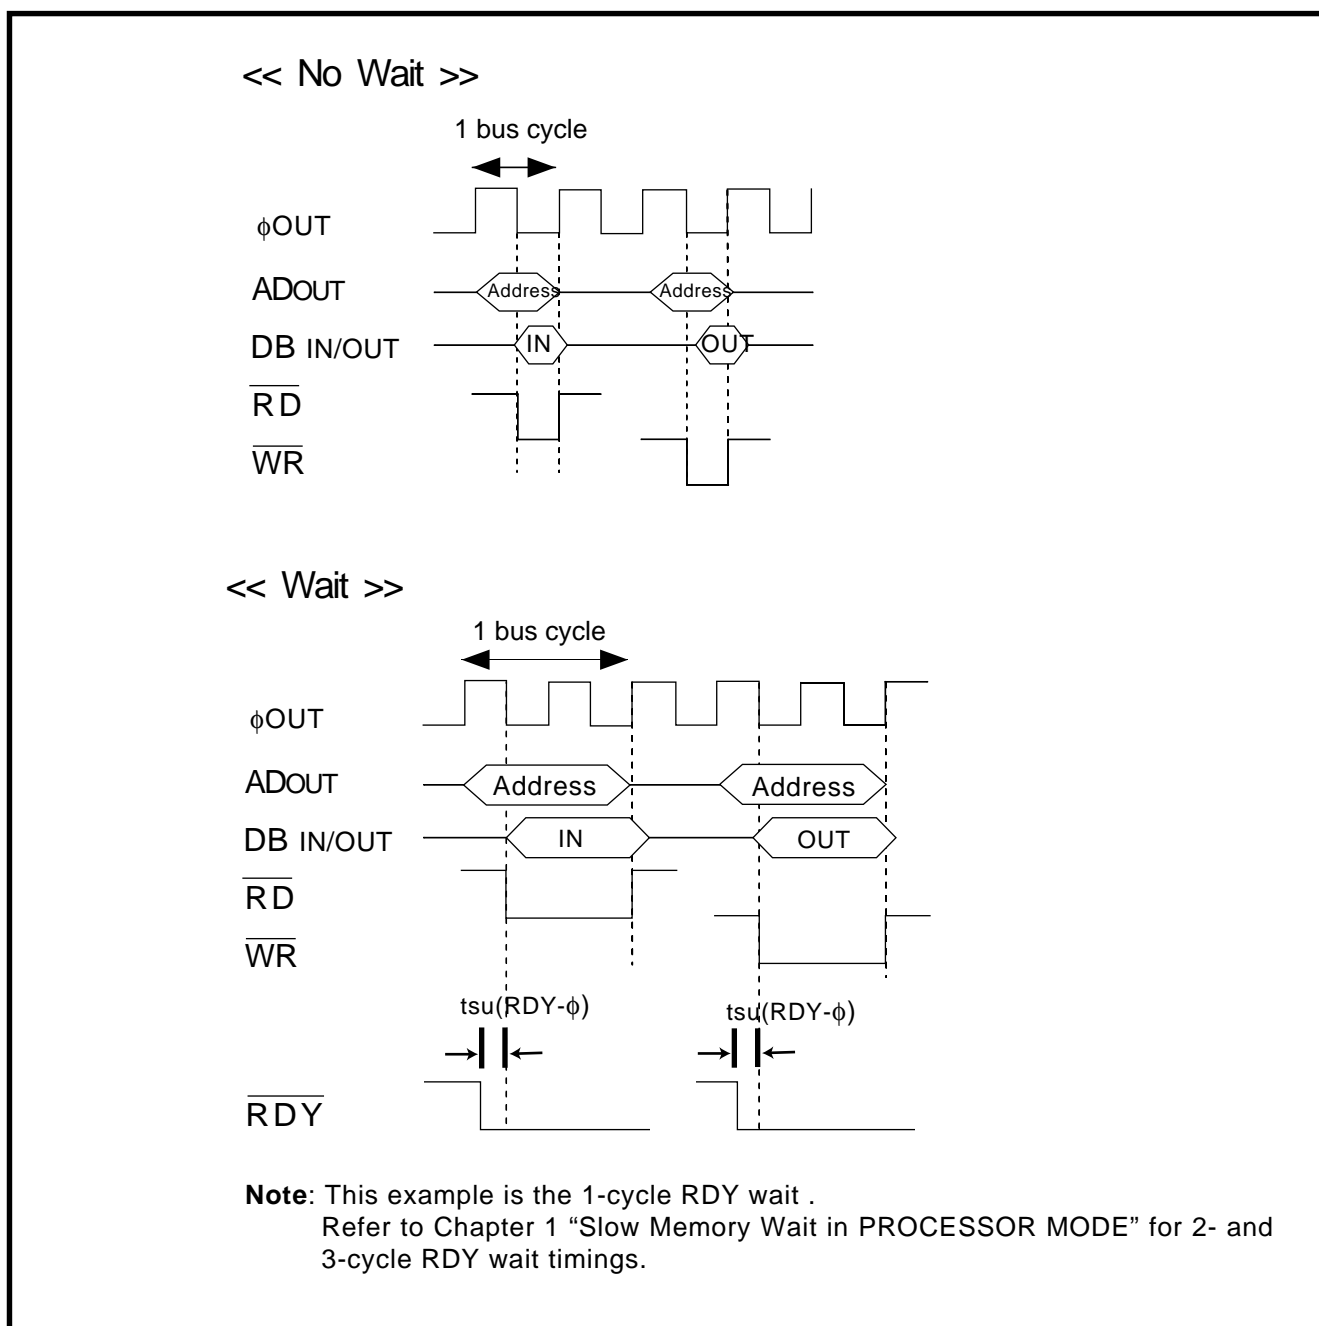 << No Wait >>
1 bus cycle
ϕOUT
ADOUT
Address Address
DB IN/OUT
IN OUT
RD
WR
<< Wait >>
1 bus cycle
ϕOUT
ADOUT
Address Address
DB IN/OUT
IN OUT
RD
WR
tsu(RDY-ϕ) tsu(RDY-ϕ)
RDY
Note: This example is the 1-cycle RDY wait .
Refer to Chapter 1 “Slow Memory Wait in PROCESSOR MODE” for 2- and
3-cycle RDY wait timings.